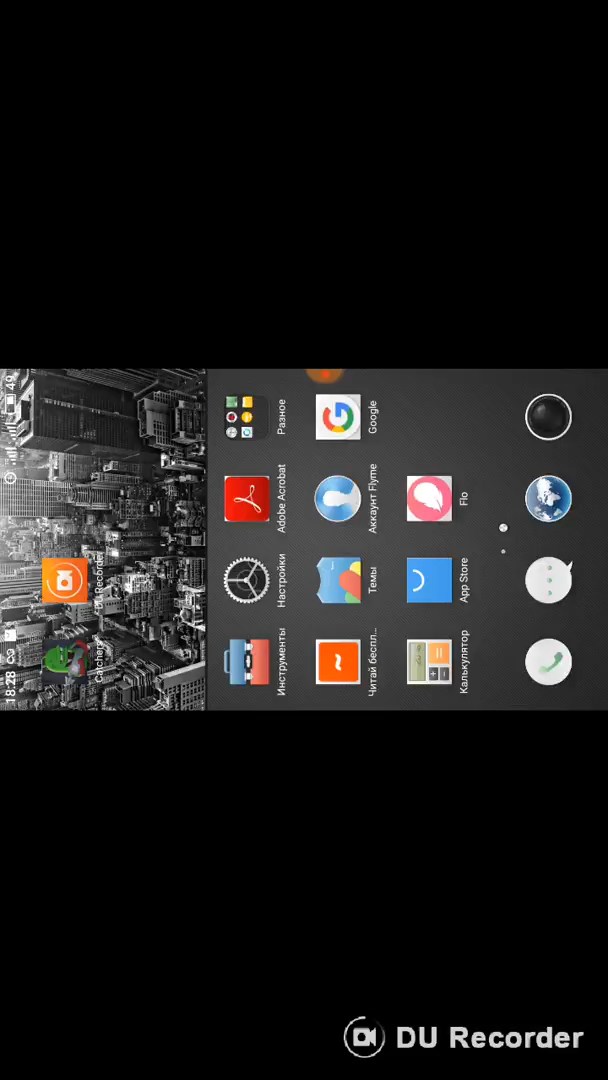 18:28 49
DU Recorder
Инструменты Настройки Adobe Acrobat Разное
Читай беспл... Темы Аккаунт Flyme Google
Калькулятор App Store Flo
DU Recorder